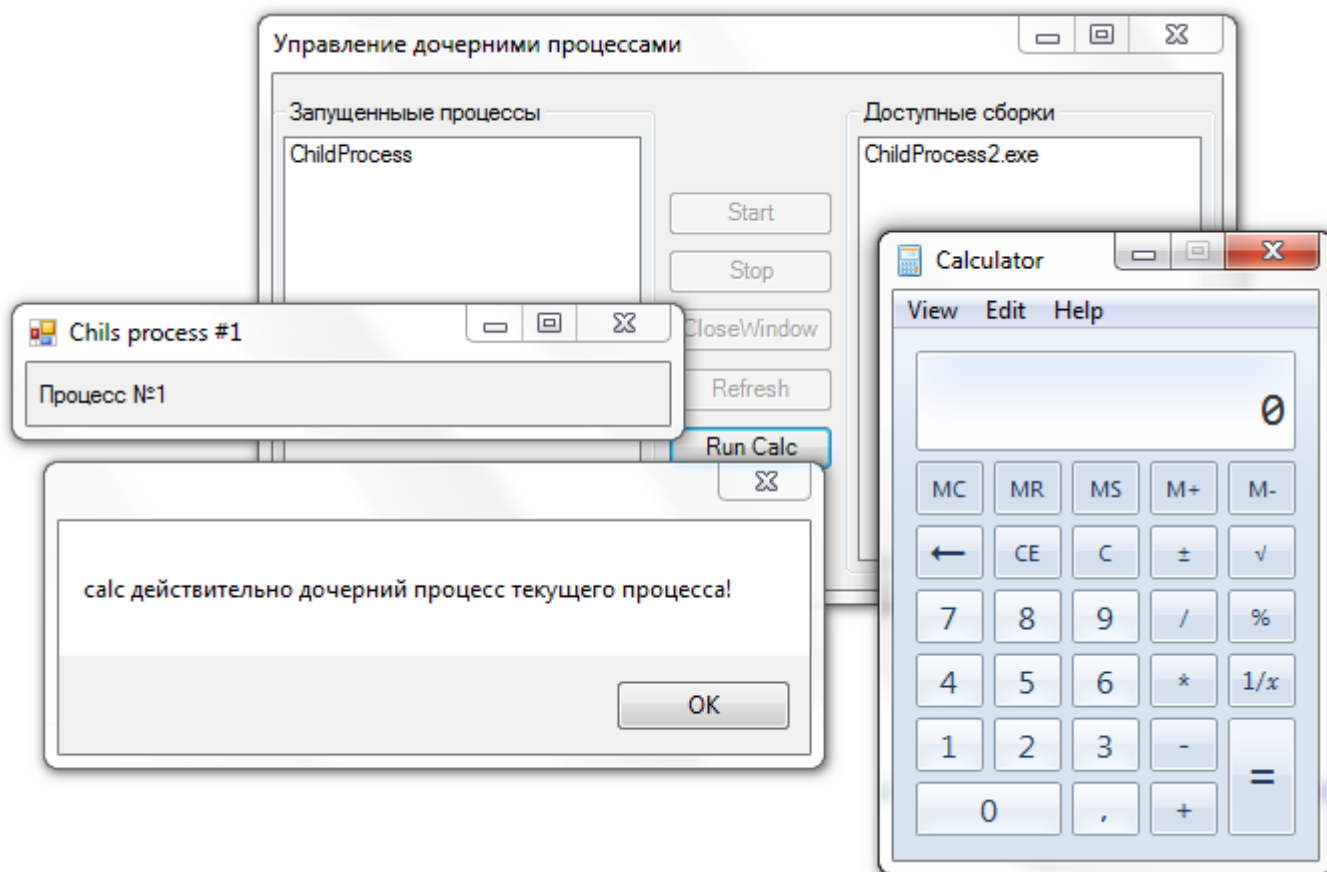 Управление дочерними процессами
Запущенныые процессы
Доступные сборки
ChildProcess
ChildProcess2.exe
Start
Stop
CloseWindow
Refresh
Run Calc
Chils process #1
Процесс №1
calc действительно дочерний процесс текущего процесса!
OK
Calculator
View Edit Help
0
MC MR MS M+ M-
← CE C ± √
7 8 9 / %
4 5 6 * 1/x
1 2 3 - =
0 , +